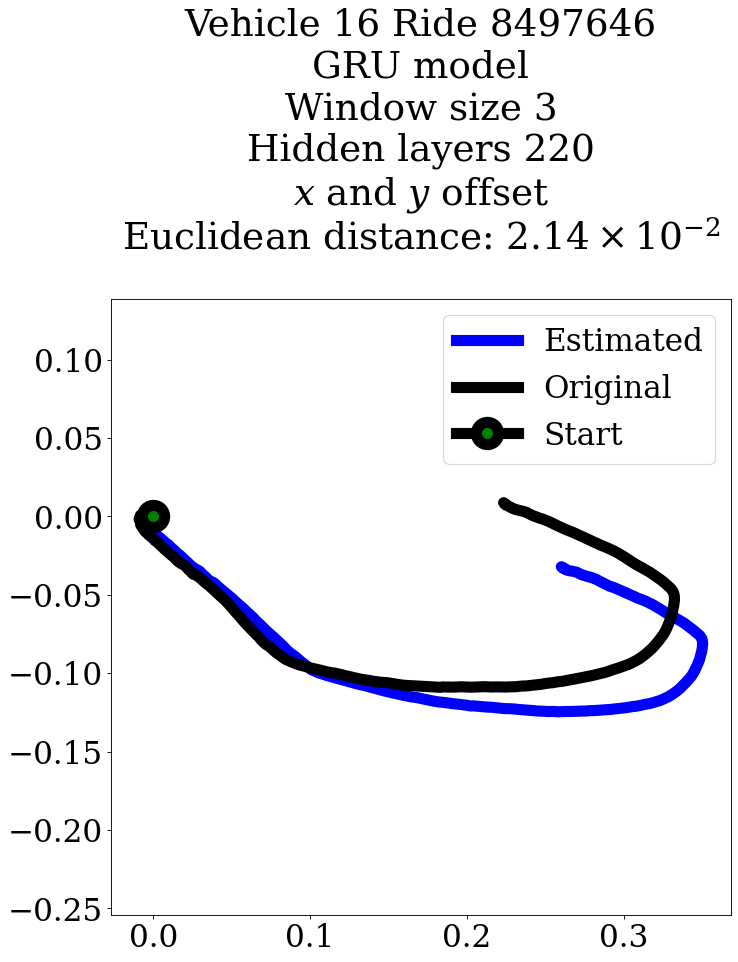 Vehicle 16 Ride 8497646
GRU model
Window size 3
Hidden layers 220
x and y offset
Euclidean distance: 2.14 × 10⁻²
Estimated
Original
Start
0.10
0.05
0.00
−0.05
−0.10
−0.15
−0.20
−0.25
0.0 0.1 0.2 0.3